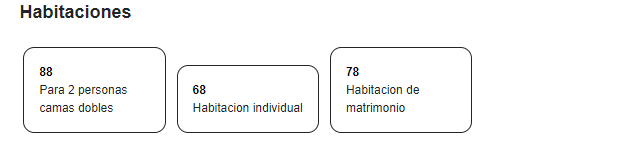 Habitaciones
88
Para 2 personas
camas dobles
68
Habitacion individual
78
Habitacion de
matrimonio